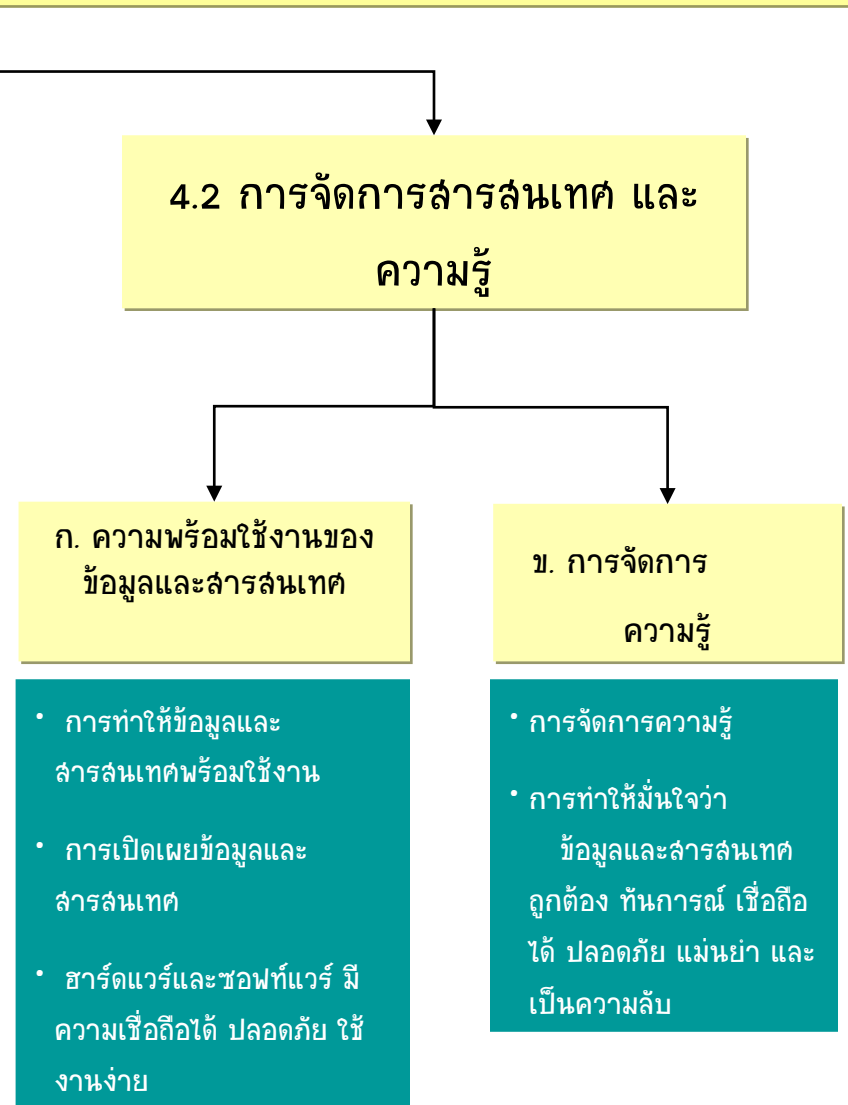 4.2 การจัดการสารสนเทศ และ
ความรู้
ก. ความพร้อมใช้งานของ
ข้อมูลและสารสนเทศ
• การทำให้ข้อมูลและ
สารสนเทศพร้อมใช้งาน
• การเปิดเผยข้อมูลและ
สารสนเทศ
• ฮาร์ดแวร์และซอฟท์แวร์ มี
ความเชื่อถือได้ ปลอดภัย ใช้
งานง่าย
ข. การจัดการ
ความรู้
• การจัดการความรู้
• การทำให้มั่นใจว่า
ข้อมูลและสารสนเทศ
ถูกต้อง ทันการณ์ เชื่อถือ
ได้ ปลอดภัย แม่นยำ และ
เป็นความลับ